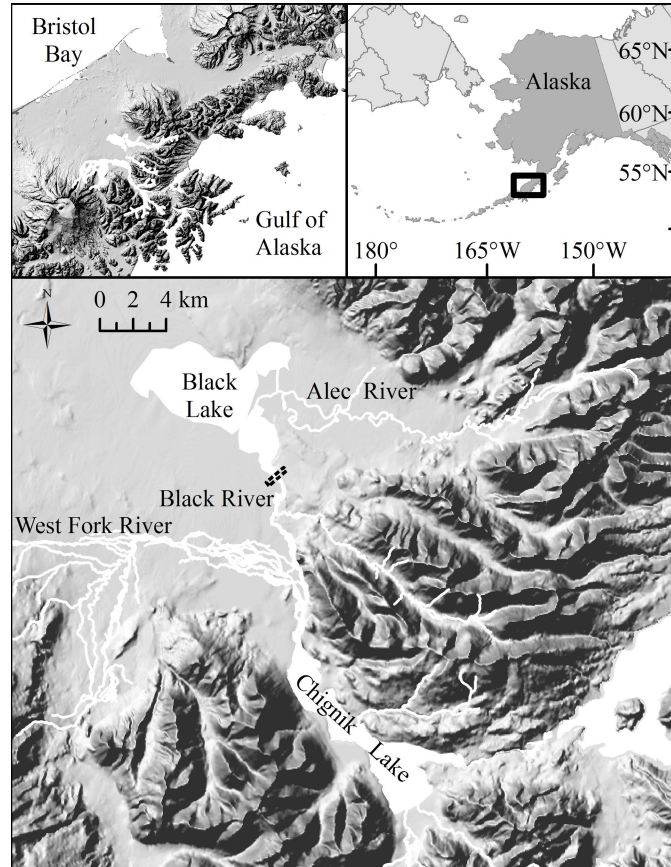 Bristol
Bay
Gulf of
Alaska
Alaska
65°N
60°N
55°N
180°
165°W
150°W
N
0 2 4 km
Black
Lake
Alec River
Black River
West Fork River
Chignik Lake